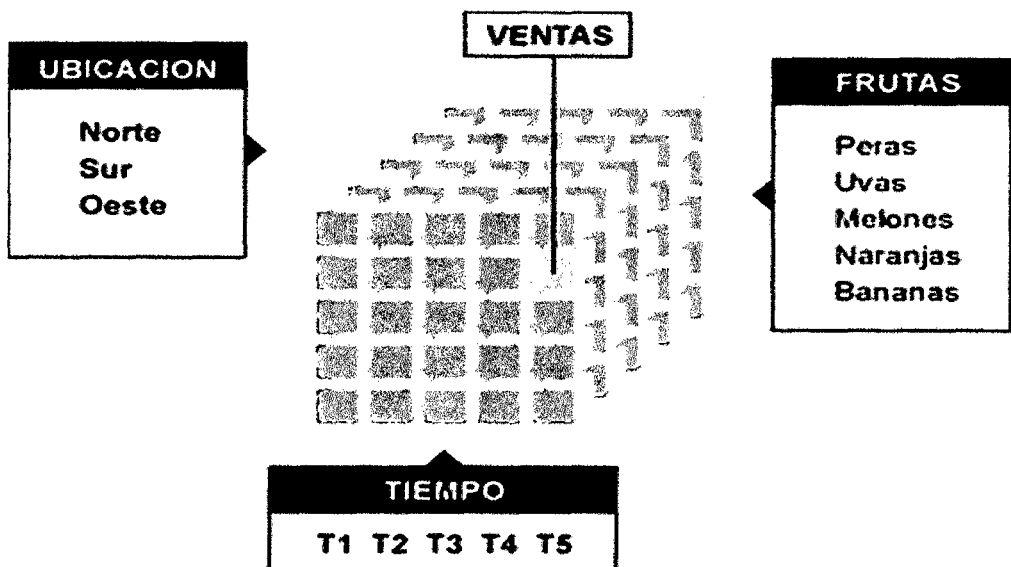 VENTAS
UBICACION
Norte
Sur
Oeste
FRUTAS
Peras
Uvas
Melones
Naranjas
Bananas
TIEMPO
T1 T2 T3 T4 T5